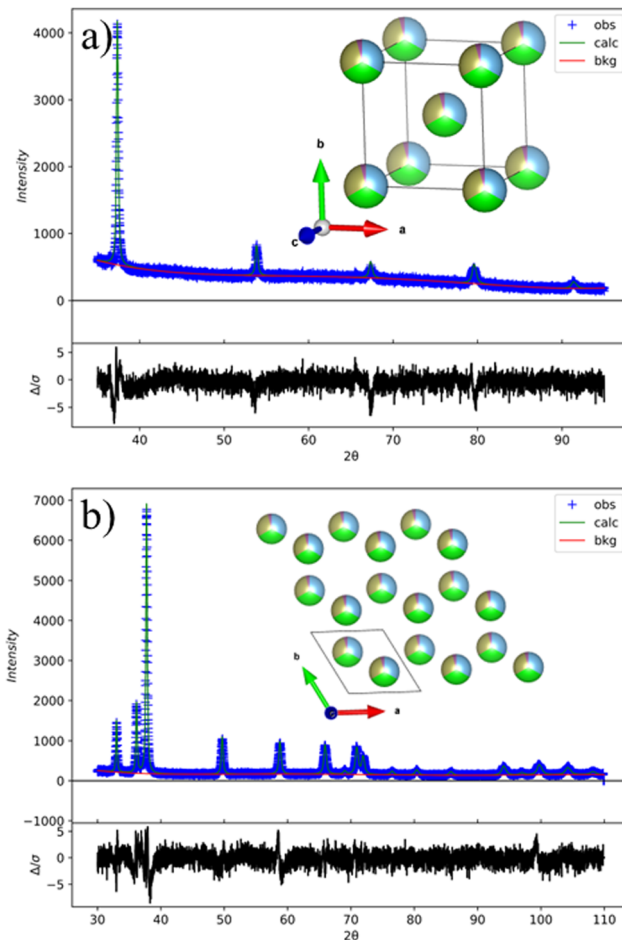 a)
+ obs
calc
bkg
4000
3000
2000
1000
0
Intensity
b
a
c
5
0
−5
Δ/σ
40 50 60 70 80 90
2θ
b)
+ obs
calc
bkg
7000
6000
5000
4000
3000
2000
1000
0
−1000
Intensity
b
a
5
0
−5
Δ/σ
30 40 50 60 70 80 90 100 110
2θ